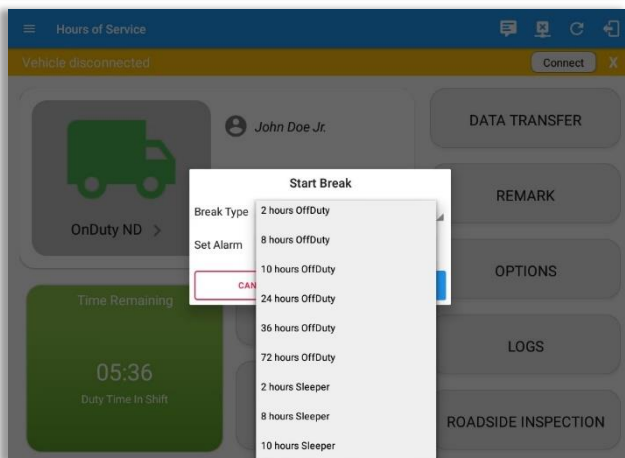 Hours of Service
Vehicle disconnected
Connect X
John Doe Jr.
OnDuty ND >
DATA TRANSFER
REMARK
OPTIONS
LOGS
ROADSIDE INSPECTION
Start Break
Break Type
Set Alarm
CAN
2 hours OffDuty
8 hours OffDuty
10 hours OffDuty
24 hours OffDuty
36 hours OffDuty
72 hours OffDuty
2 hours Sleeper
8 hours Sleeper
10 hours Sleeper
Time Remaining
05:36
Duty Time In Shift